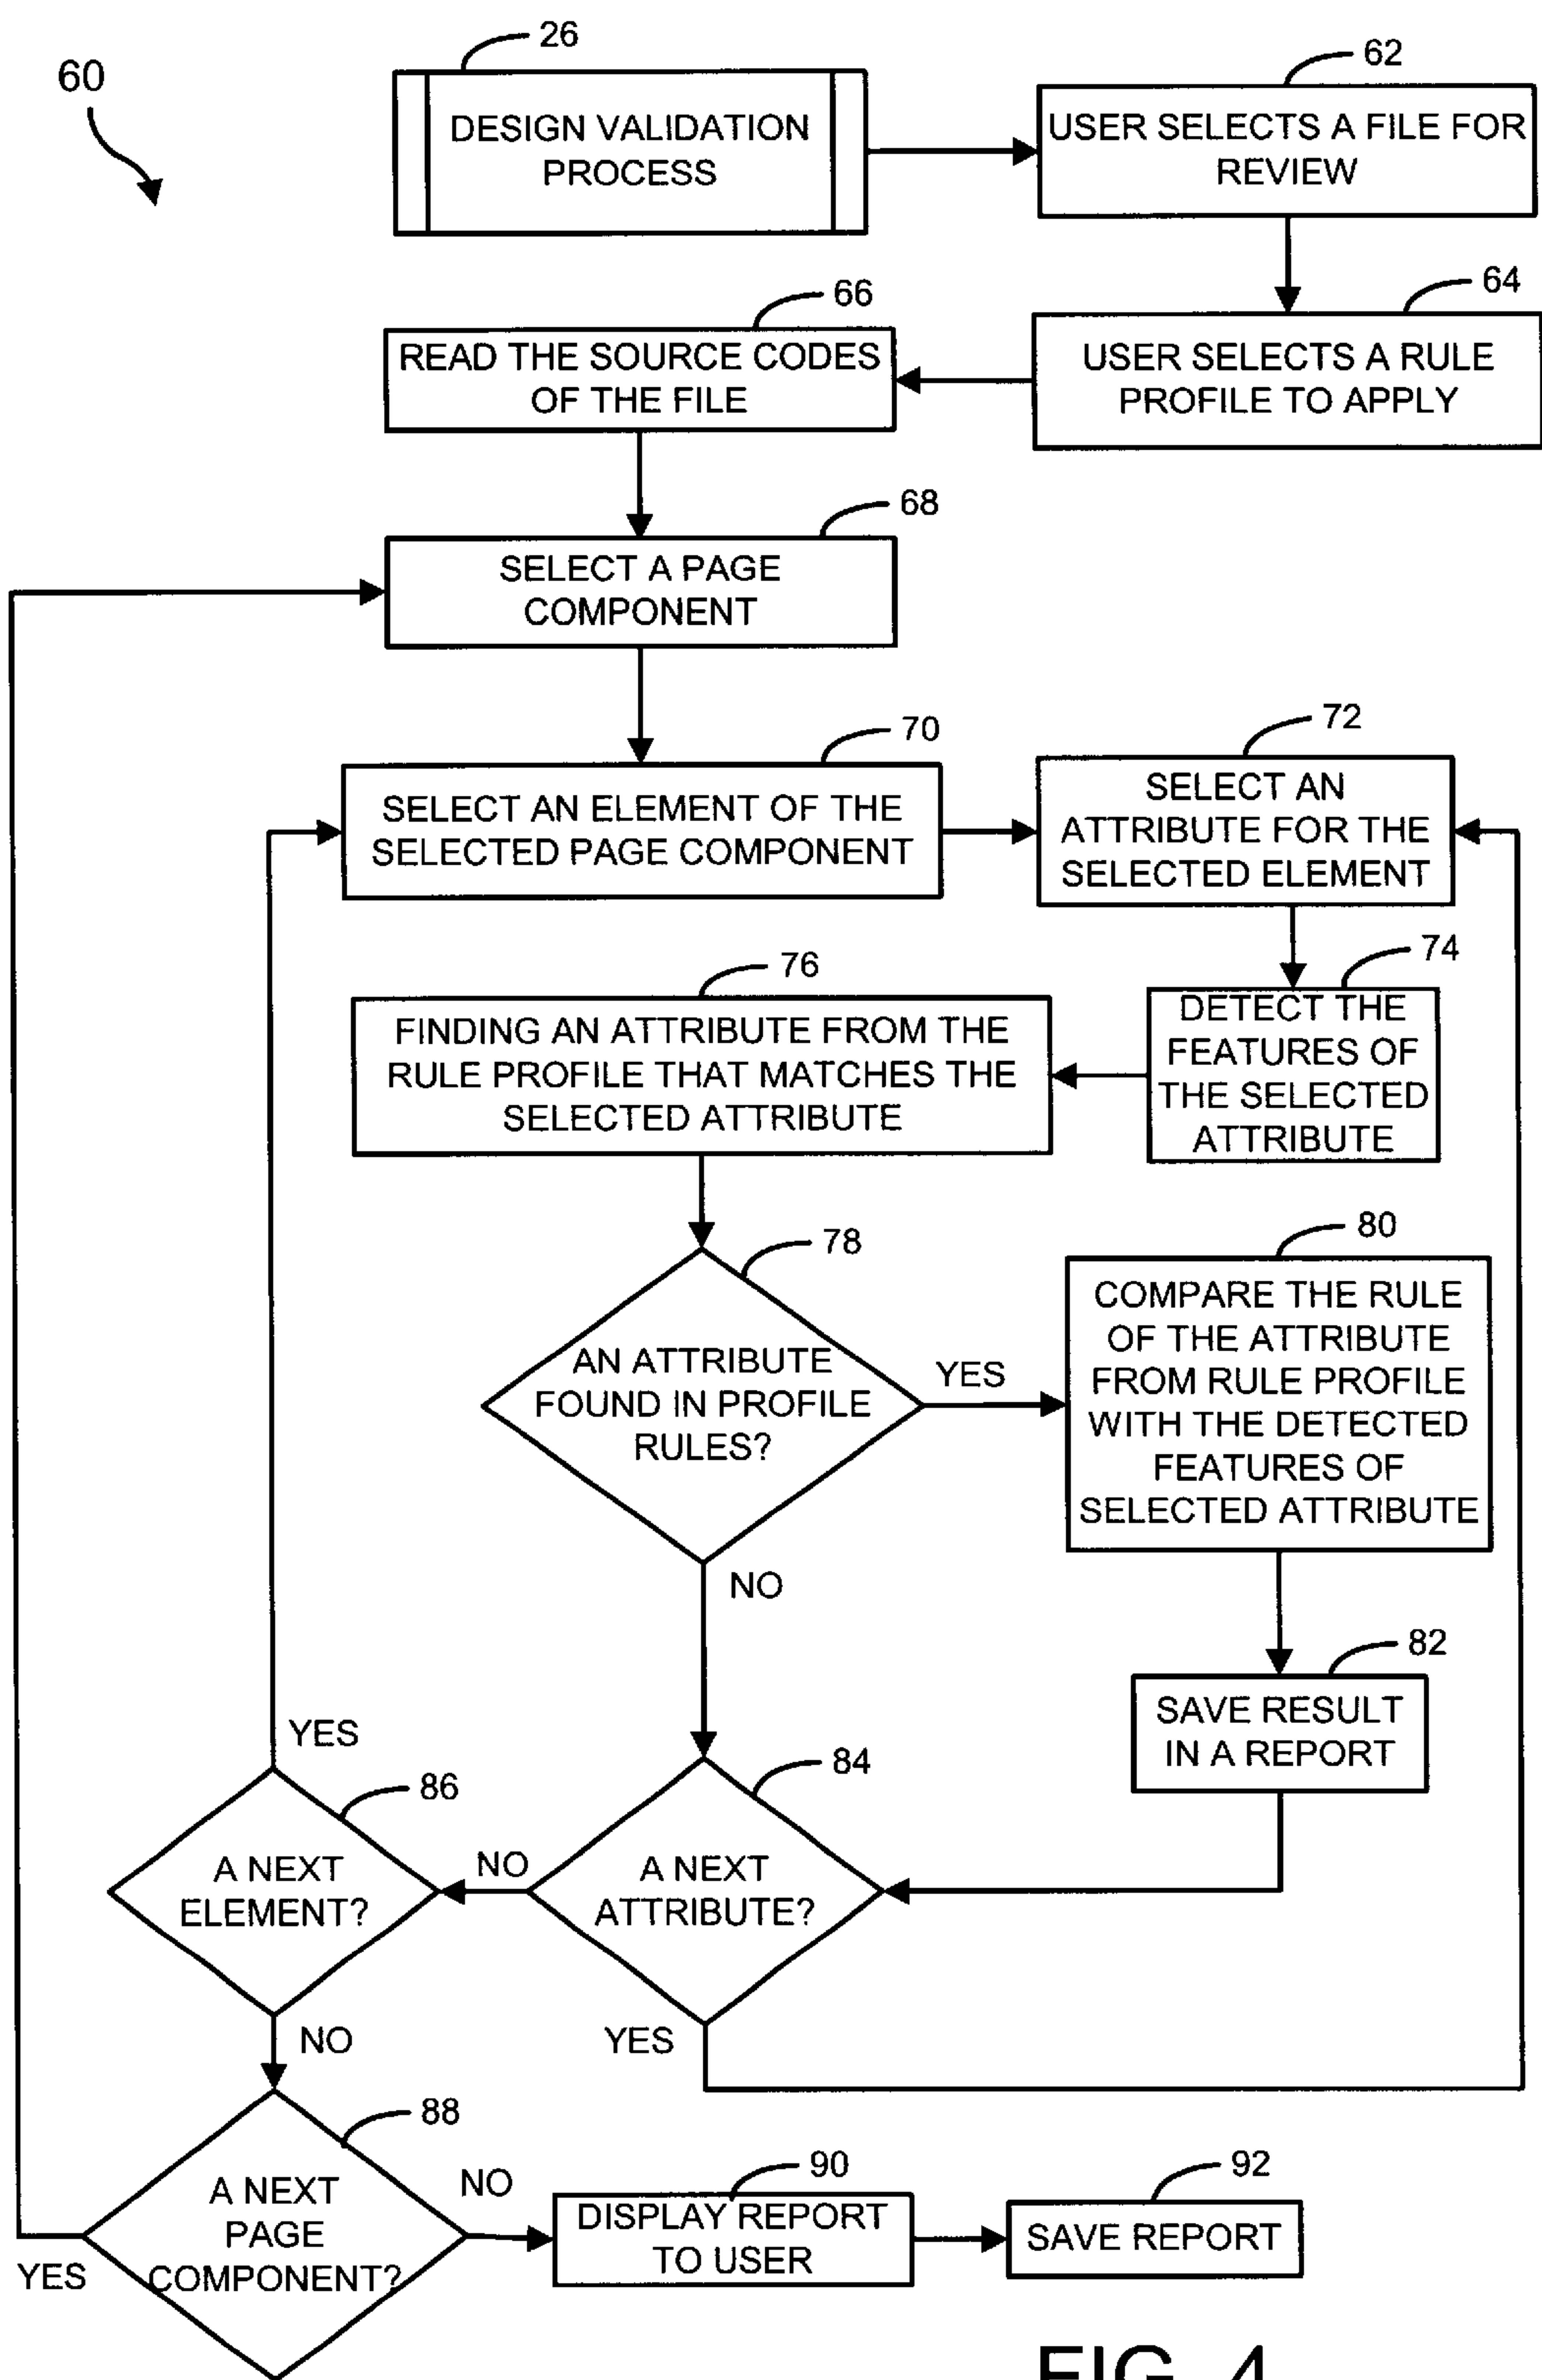 60
26
DESIGN VALIDATION
PROCESS
62
USER SELECTS A FILE FOR
REVIEW
64
USER SELECTS A RULE
PROFILE TO APPLY
66
READ THE SOURCE CODES
OF THE FILE
68
SELECT A PAGE
COMPONENT
70
SELECT AN ELEMENT OF THE
SELECTED PAGE COMPONENT
72
SELECT AN
ATTRIBUTE FOR THE
SELECTED ELEMENT
74
DETECT THE
FEATURES OF
THE SELECTED
ATTRIBUTE
76
FINDING AN ATTRIBUTE FROM THE
RULE PROFILE THAT MATCHES THE
SELECTED ATTRIBUTE
78
AN ATTRIBUTE
FOUND IN PROFILE
RULES?
YES
NO
80
COMPARE THE RULE
OF THE ATTRIBUTE
FROM RULE PROFILE
WITH THE DETECTED
FEATURES OF
SELECTED ATTRIBUTE
82
SAVE RESULT
IN A REPORT
84
A NEXT
ATTRIBUTE?
NO
YES
86
A NEXT
ELEMENT?
YES
NO
88
A NEXT
PAGE
COMPONENT?
YES
NO
90
DISPLAY REPORT
TO USER
92
SAVE REPORT
FIG. 4